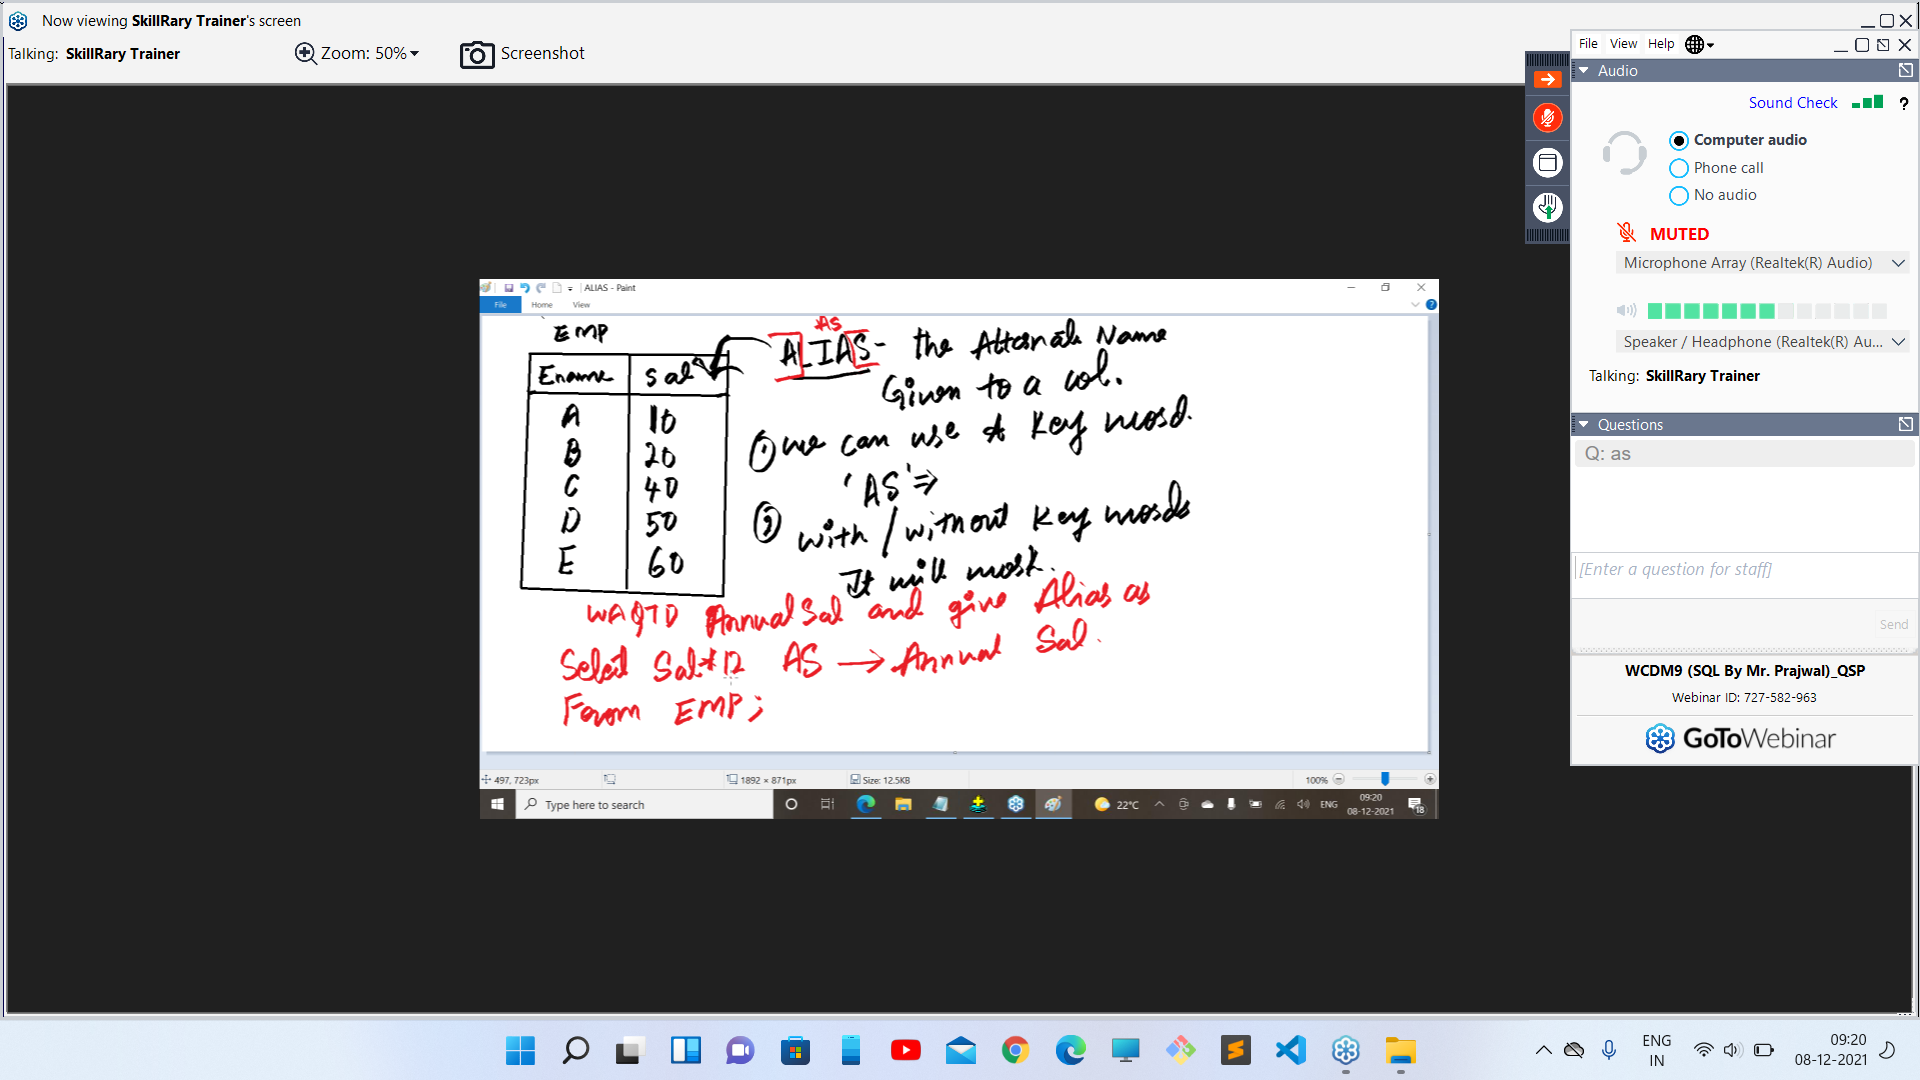 Now viewing SkillRary Trainer's screen
Talking: SkillRary Trainer
Zoom: 50%
Screenshot
ALIAS - Paint
File Home View
EMP
Ename Sal
A 10
B 20
C 40
D 50
E 60
AS
ALIAS - the Alternate Name
Given to a col.
① we can use a Key word.
'AS' ⇒
② with / without Key words
It will work.
WAQTD Annual Sal and give Alias as
Annual Sal.
Select Sal*12 AS →
From EMP;
497, 723px
1892 × 871px
Size: 12.5KB
100%
Type here to search
22°C
ENG
09:20
08-12-2021
18
File View Help
Audio
Sound Check
?
Computer audio
Phone call
No audio
MUTED
Microphone Array (Realtek(R) Audio)
Speaker / Headphone (Realtek(R) Au...
Talking: SkillRary Trainer
Questions
Q: as
[Enter a question for staff]
Send
WCDM9 (SQL By Mr. Prajwal)_QSP
Webinar ID: 727-582-963
GoToWebinar
ENG
IN
09:20
08-12-2021